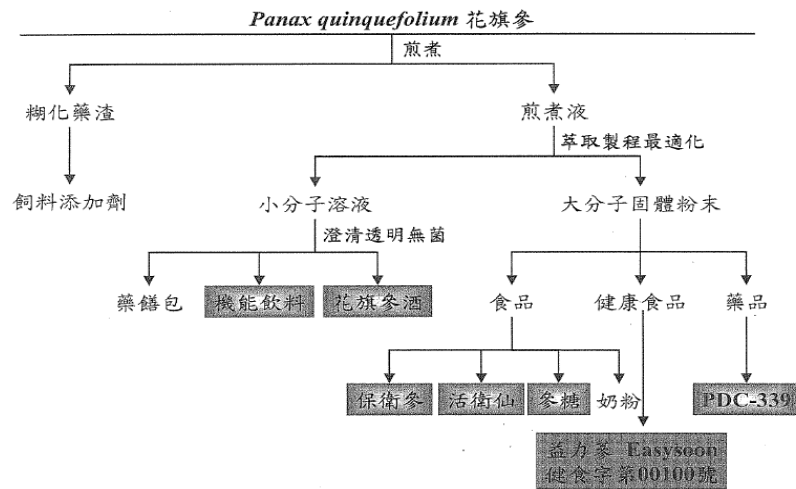 Panax quinquefolium 花旗參
煎煮
糊化藥渣
煎煮液
萃取製程最適化
飼料添加劑
小分子溶液
大分子固體粉末
澄清透明無菌
藥膳包
機能飲料
花旗參酒
食品
健康食品
藥品
保衛參
活衛仙
參糖
奶粉
PDC-339
益力蔘 Easysoon
健食字第00100號